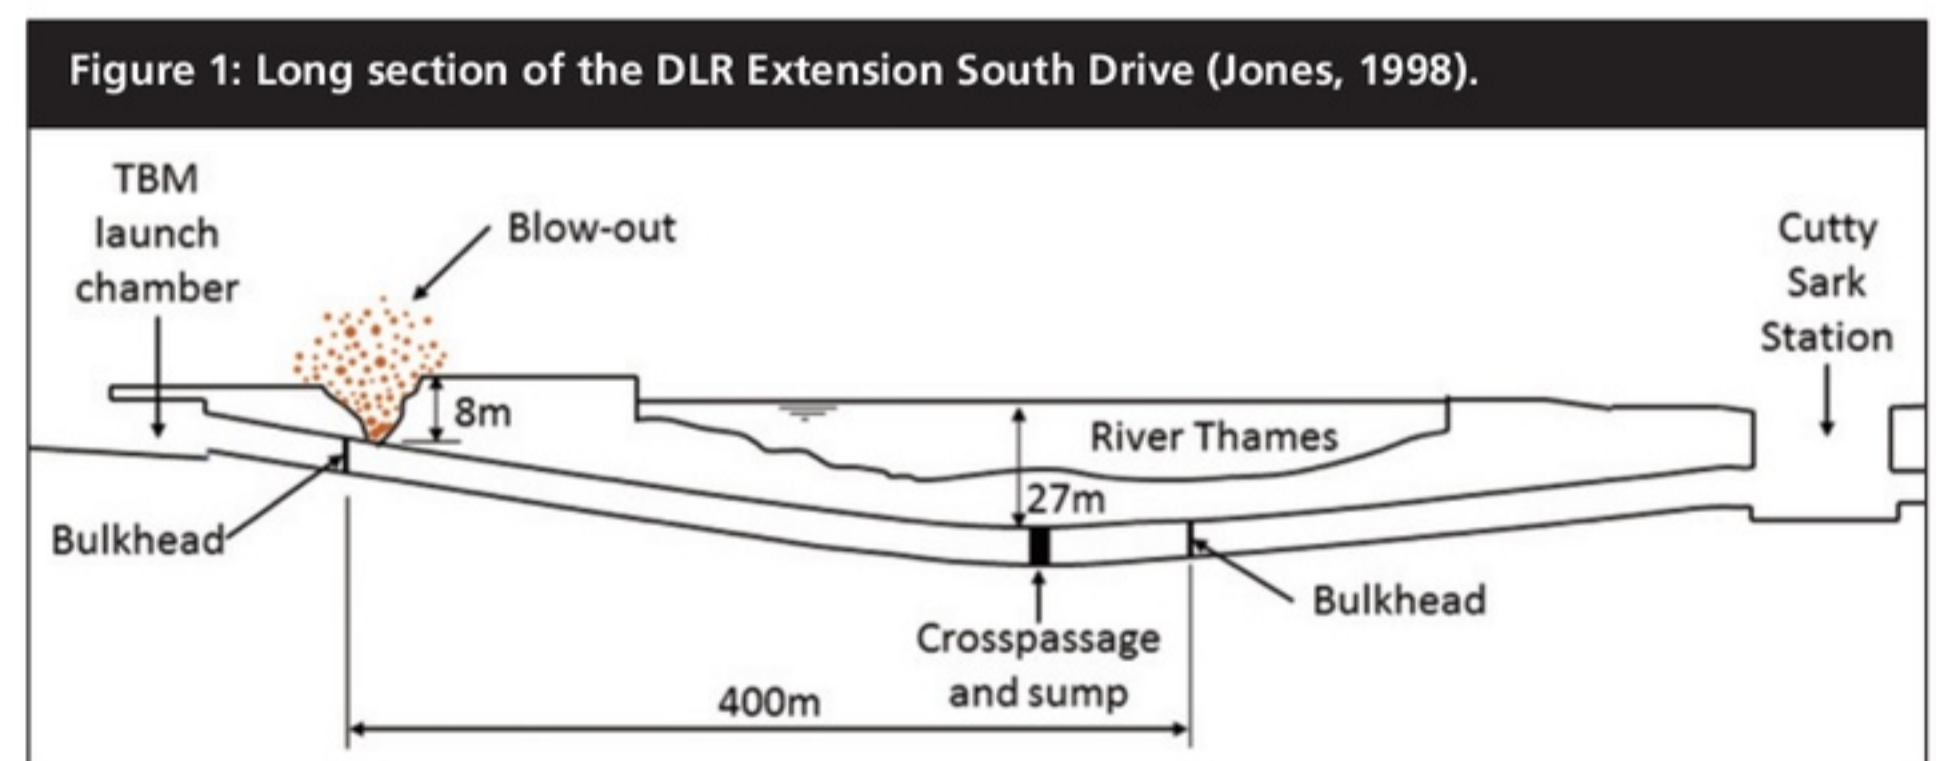 Figure 1: Long section of the DLR Extension South Drive (Jones, 1998).
TBM
launch
chamber
Blow-out
Cutty
Sark
Station
8m
River Thames
27m
Bulkhead
Bulkhead
Crosspassage
and sump
400m